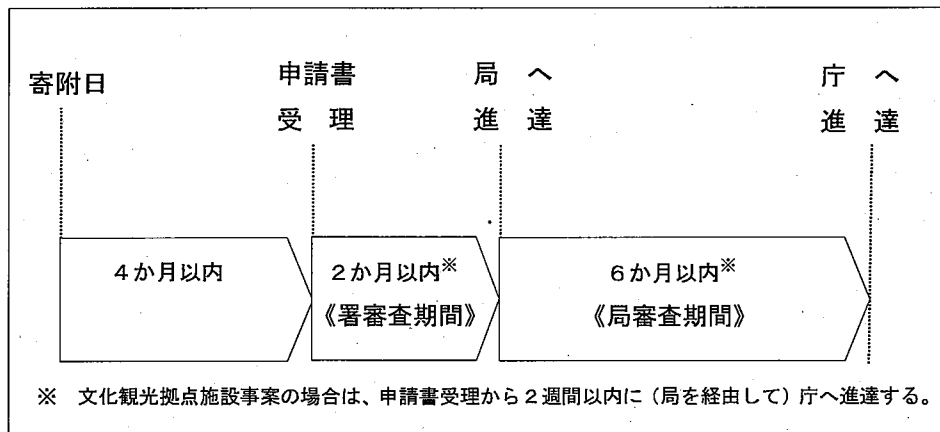 寄附日
申請書
受理
局へ
進達
庁へ
進達
4か月以内
2か月以内※
《署審査期間》
6か月以内※
《局審査期間》
※ 文化観光拠点施設事案の場合は、申請書受理から2週間以内に（局を経由して）庁へ進達する。